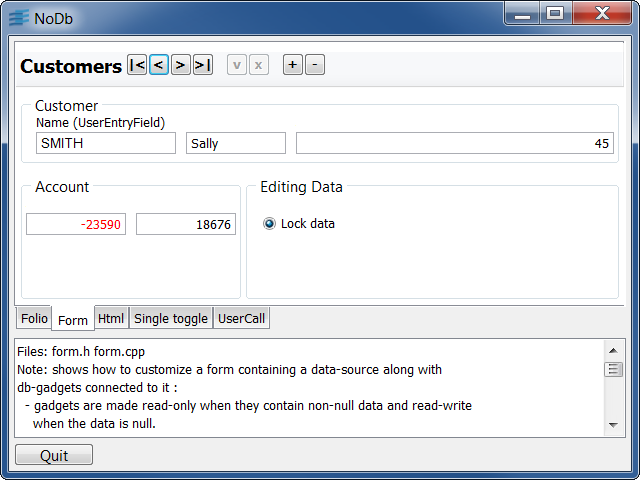 NoDb
Customers |< < > >| v x + -
Customer
Name (UserEntryField)
SMITH Sally 45
Account Editing Data
-23590 18676 Lock data
Folio Form Html Single toggle UserCall
Files: form.h form.cpp
Note: shows how to customize a form containing a data-source along with
db-gadgets connected to it :
- gadgets are made read-only when they contain non-null data and read-write
when the data is null.
Quit